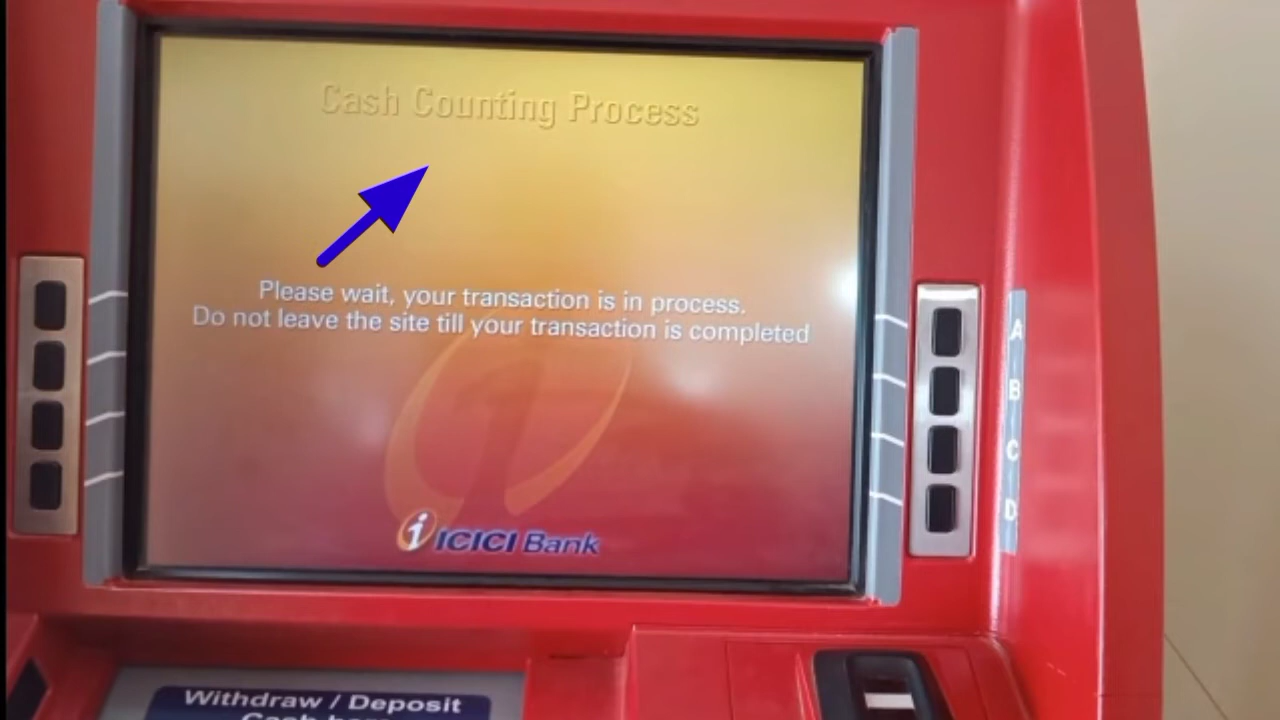 Cash Counting Process
Please wait, your transaction is in process.
Do not leave the site till your transaction is completed
i ICICI Bank
A
B
C
D
Withdraw / Deposit
Cash